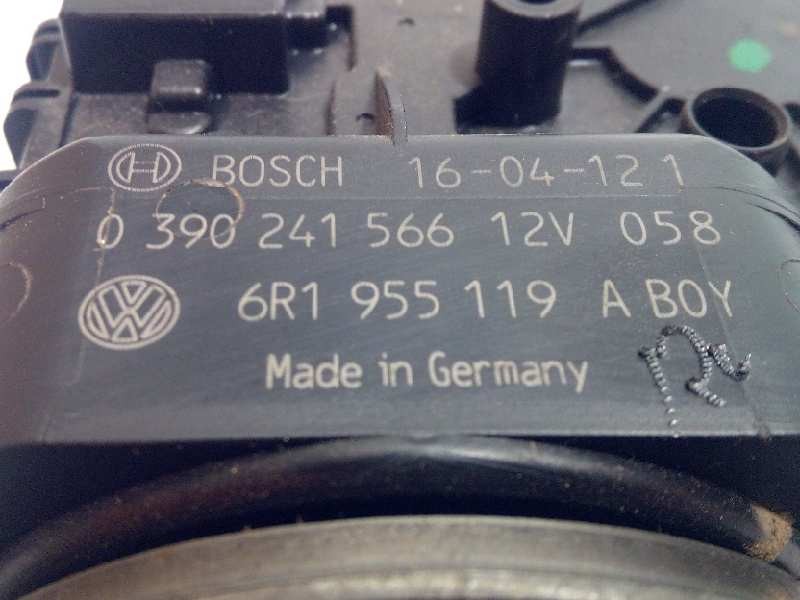 BOSCH 16-04-12 1
0 390 241 566 12V 058
6R1 955 119 A BOY
Made in Germany